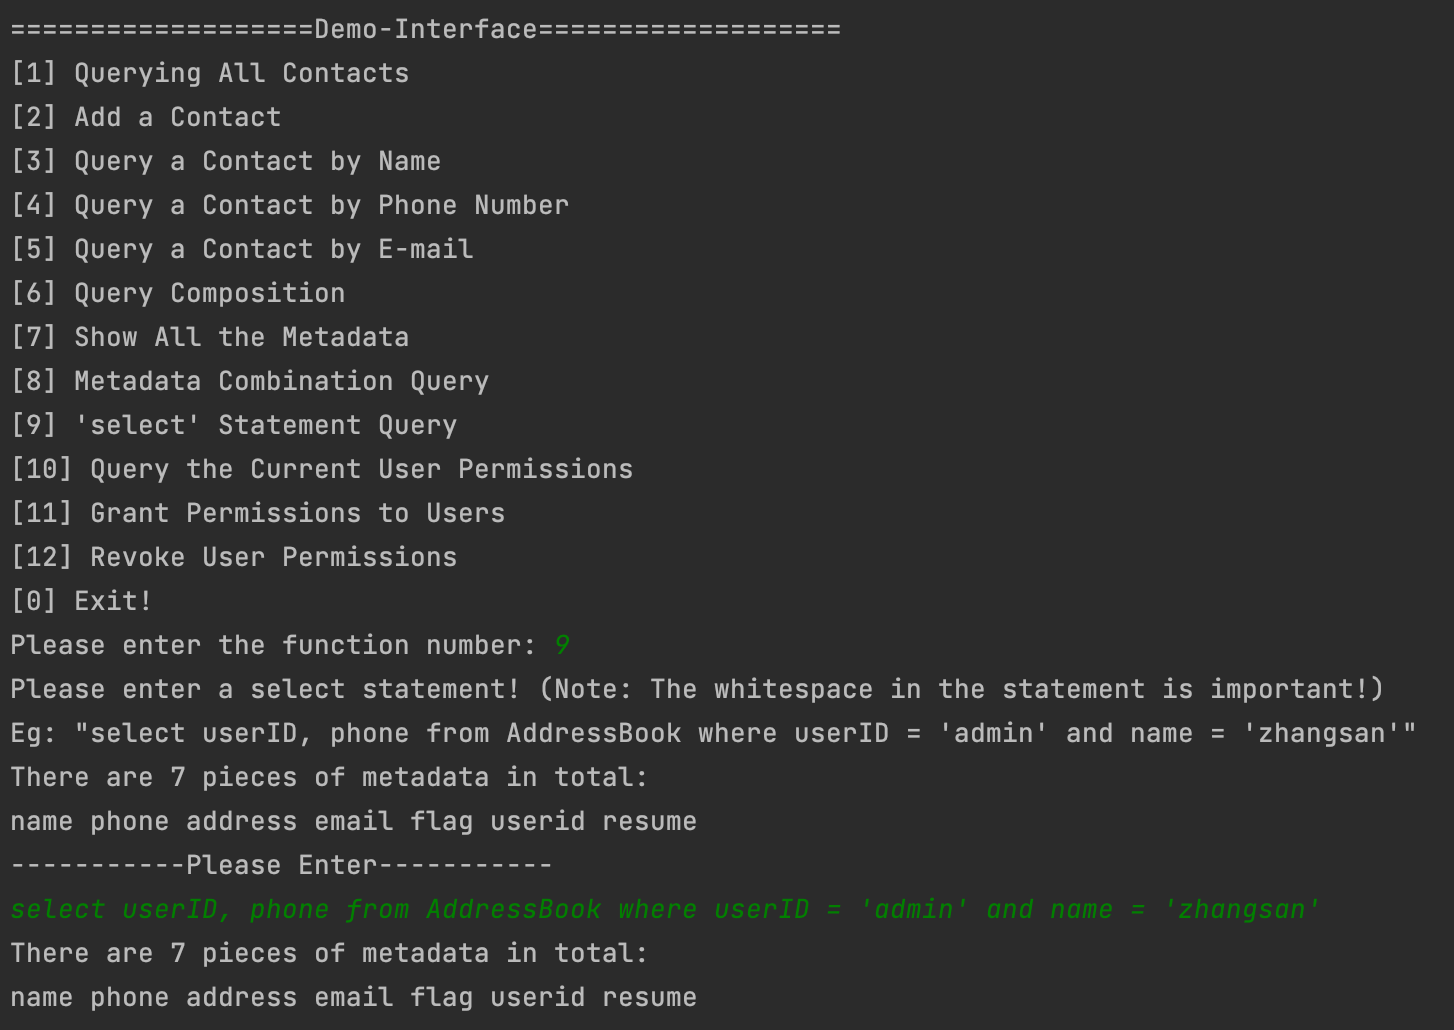 ===================Demo-Interface===================
[1] Querying All Contacts
[2] Add a Contact
[3] Query a Contact by Name
[4] Query a Contact by Phone Number
[5] Query a Contact by E-mail
[6] Query Composition
[7] Show All the Metadata
[8] Metadata Combination Query
[9] 'select' Statement Query
[10] Query the Current User Permissions
[11] Grant Permissions to Users
[12] Revoke User Permissions
[0] Exit!
Please enter the function number: 9
Please enter a select statement! (Note: The whitespace in the statement is important!)
Eg: "select userID, phone from AddressBook where userID = 'admin' and name = 'zhangsan'"
There are 7 pieces of metadata in total:
name phone address email flag userid resume
-----------Please Enter-----------
select userID, phone from AddressBook where userID = 'admin' and name = 'zhangsan'
There are 7 pieces of metadata in total:
name phone address email flag userid resume